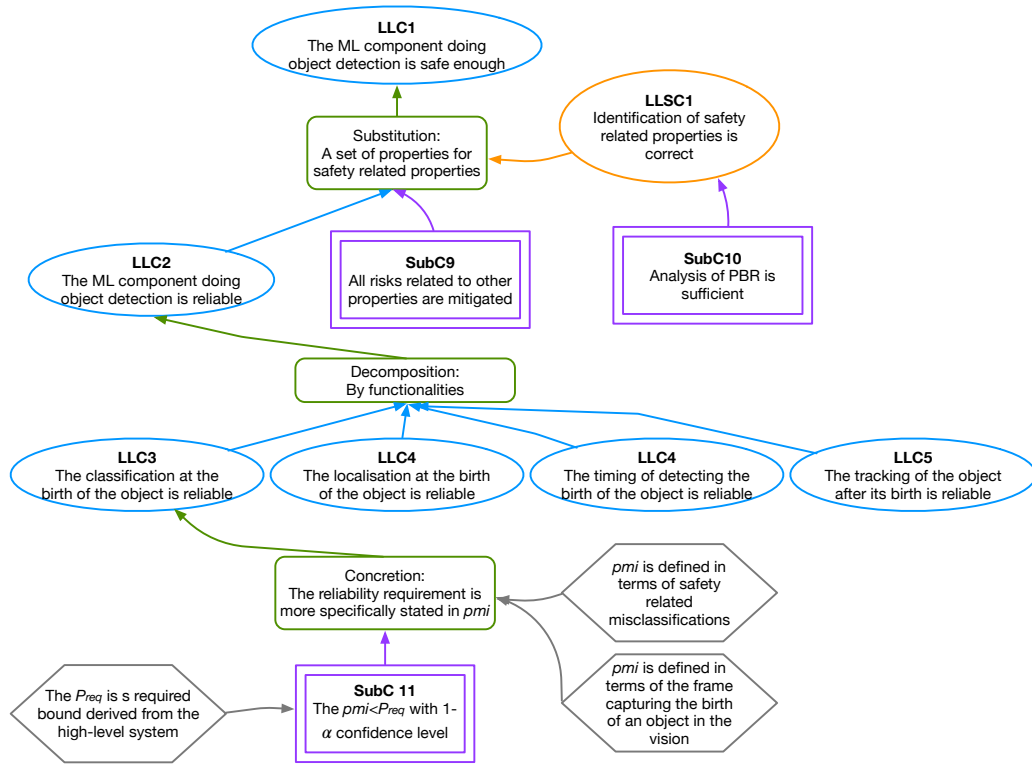 LLC1
The ML component doing
object detection is safe enough
LLSC1
Identification of safety
related properties is
correct
Substitution:
A set of properties for
safety related properties
LLC2
The ML component doing
object detection is reliable
SubC9
All risks related to other
properties are mitigated
SubC10
Analysis of PBR is
sufficient
Decomposition:
By functionalities
LLC3
The classification at the
birth of the object is reliable
LLC4
The localisation at the birth
of the object is reliable
LLC4
The timing of detecting the
birth of the object is reliable
LLC5
The tracking of the object
after its birth is reliable
Concretion:
The reliability requirement is
more specifically stated in pmi
pmi is defined in
terms of safety
related
misclassifications
pmi is defined in
terms of the frame
capturing the birth
of an object in the
vision
The Preq is s required
bound derived from the
high-level system
SubC 11
The pmi<Preq with 1-
α confidence level